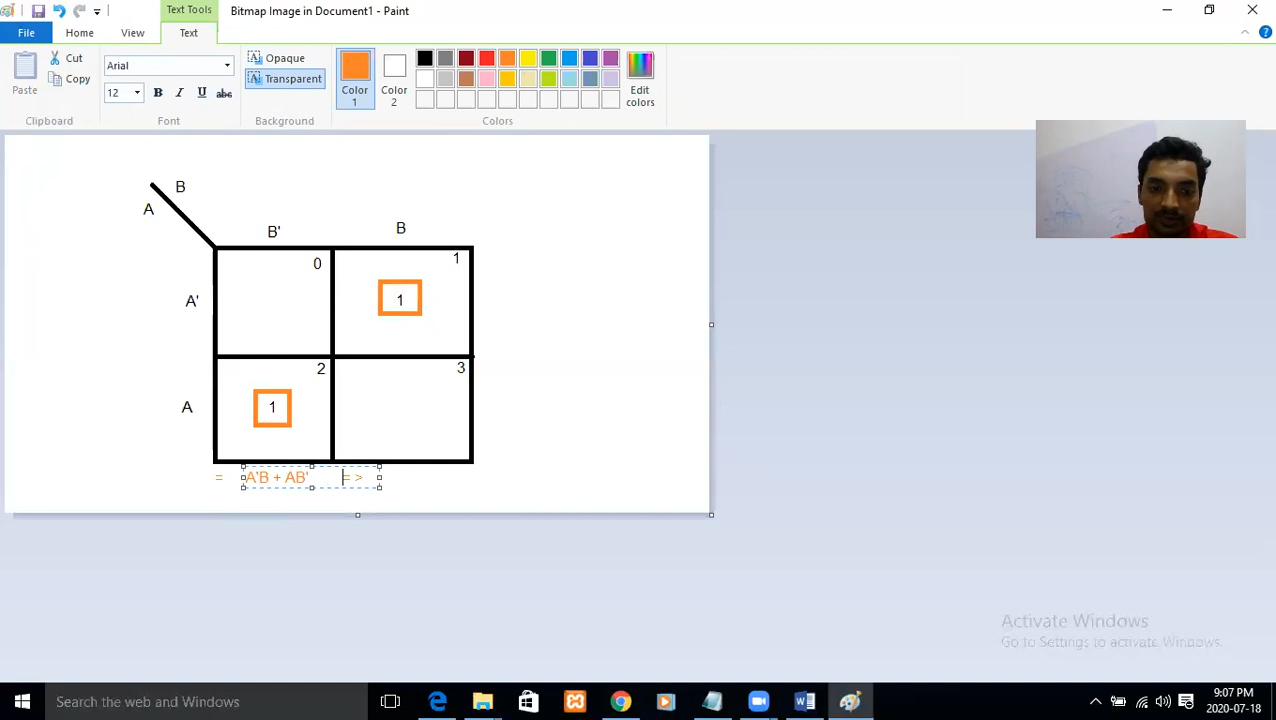 Text Tools
Bitmap Image in Document1 - Paint
File
Home
View
Text
Paste
Cut
Copy
Arial
12
B I U abc
Opaque
Transparent
Color 1
Color 2
Edit colors
Clipboard
Font
Background
Colors
B
A
B'
B
0
1
A'
1
2
3
A
1
= A'B + AB' = >
Activate Windows
Go to Settings to activate Windows.
Search the web and Windows
9:07 PM
2020-07-18